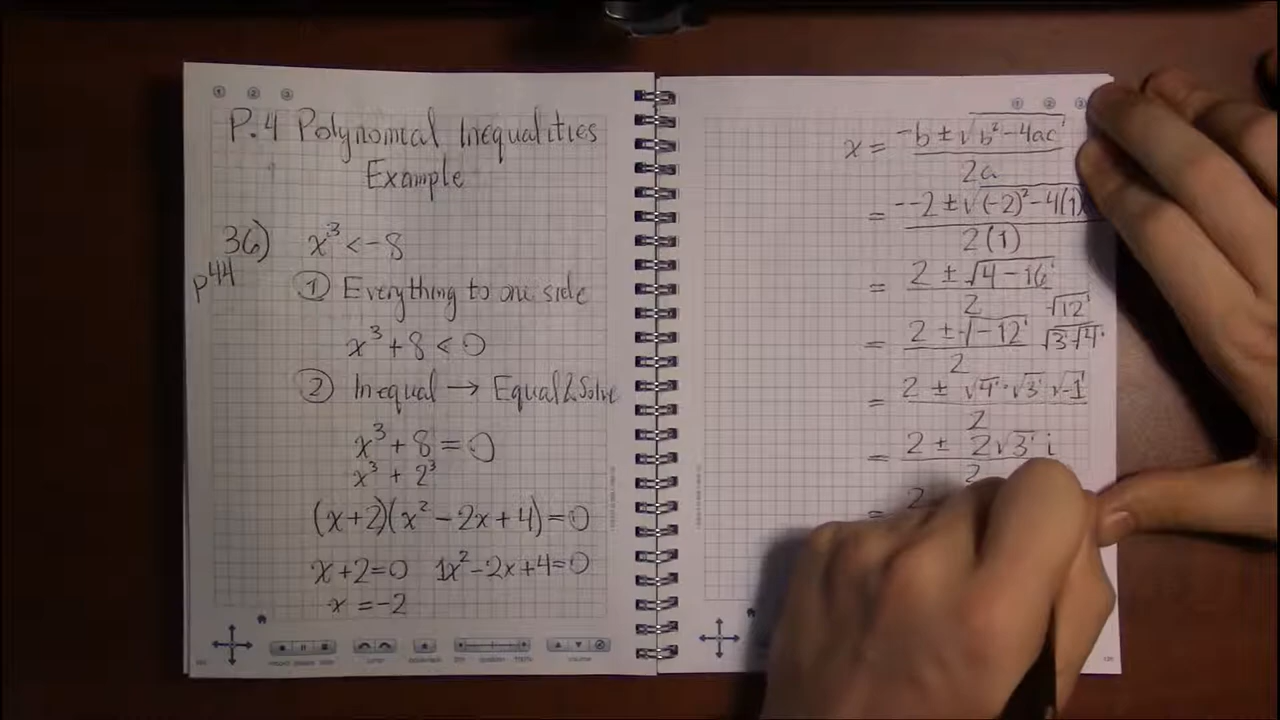 P.4 Polynomial Inequalities
Example
36) x³ < -8
p44
① Everything to one side
x³ + 8 < 0
② Inequal → Equal & Solve
x³ + 8 = 0
x³ + 2³
(x+2)(x² - 2x + 4) = 0
x + 2 = 0 1x² - 2x + 4 = 0
x = -2
x = -b ± √b² - 4ac
2a
= --2 ± √(-2)² - 4(1)
2(1)
= 2 ± √4 - 16
2
√12
= 2 ± √-12
√3 √4
2
= 2 ± √4 · √3 · √-1
2
= 2 ± 2√3 i
2
= 2